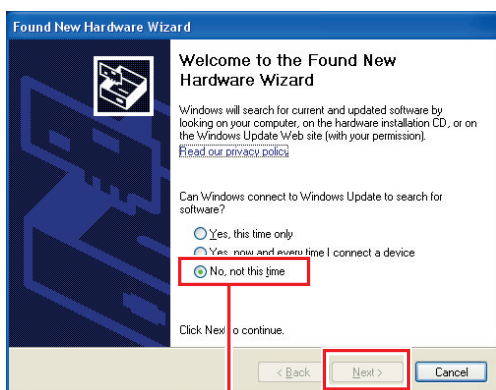 Found New Hardware Wizard
Welcome to the Found New
Hardware Wizard
Windows will search for current and updated software by
looking on your computer, on the hardware installation CD, or on
the Windows Update Web site (with your permission).
Read our privacy policy
Can Windows connect to Windows Update to search for
software?
Yes, this time only
Yes, now and every time I connect a device
No, not this time
Click Next to continue.
< Back
Next >
Cancel